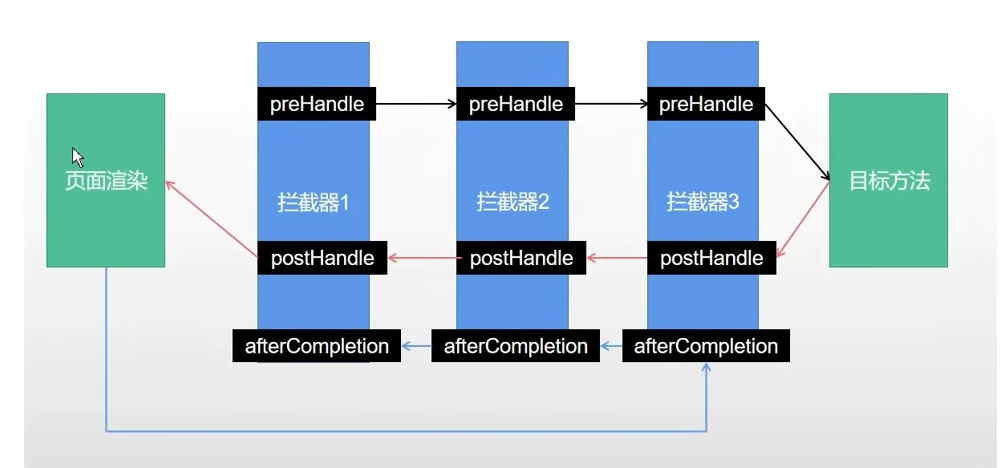 preHandle
preHandle
preHandle
页面渲染
拦截器1
拦截器2
拦截器3
目标方法
postHandle
postHandle
postHandle
afterCompletion
afterCompletion
afterCompletion